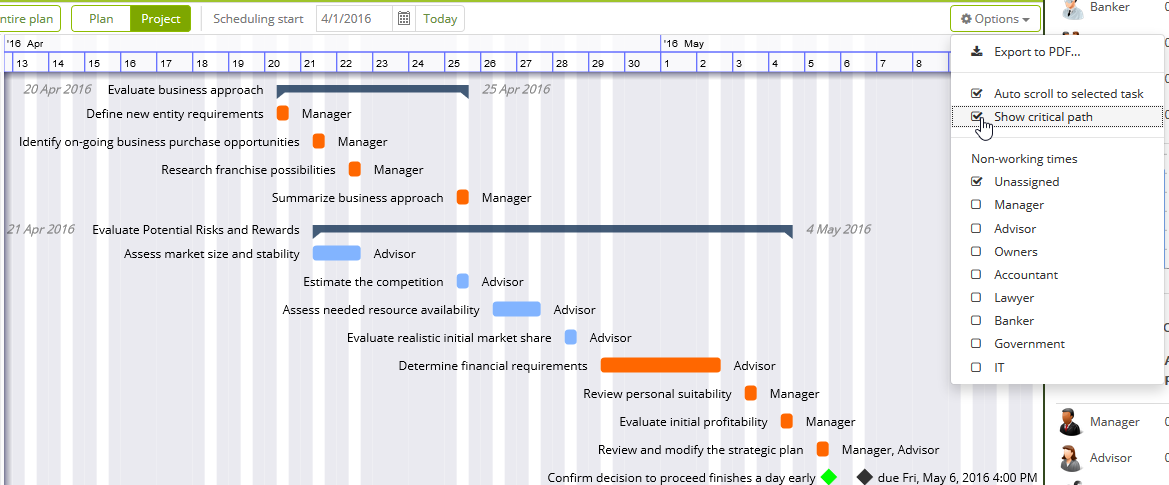 ntire plan Plan Project Scheduling start 4/1/2016 Today Options
Banker
'16 Apr '16 May
13 14 15 16 17 18 19 20 21 22 23 24 25 26 27 28 29 30 1 2 3 4 5 6 7 8
Export to PDF...
Auto scroll to selected task
Show critical path
Non-working times
Unassigned
Manager
Advisor
Owners
Accountant
Lawyer
Banker
Government
IT
20 Apr 2016 Evaluate business approach 25 Apr 2016
Define new entity requirements Manager
Identify on-going business purchase opportunities Manager
Research franchise possibilities Manager
Summarize business approach Manager
21 Apr 2016 Evaluate Potential Risks and Rewards 4 May 2016
Assess market size and stability Advisor
Estimate the competition Advisor
Assess needed resource availability Advisor
Evaluate realistic initial market share Advisor
Determine financial requirements Advisor
Review personal suitability Manager
Evaluate initial profitability Manager
Review and modify the strategic plan Manager, Advisor
Confirm decision to proceed finishes a day early due Fri, May 6, 2016 4:00 PM
Manager
Advisor